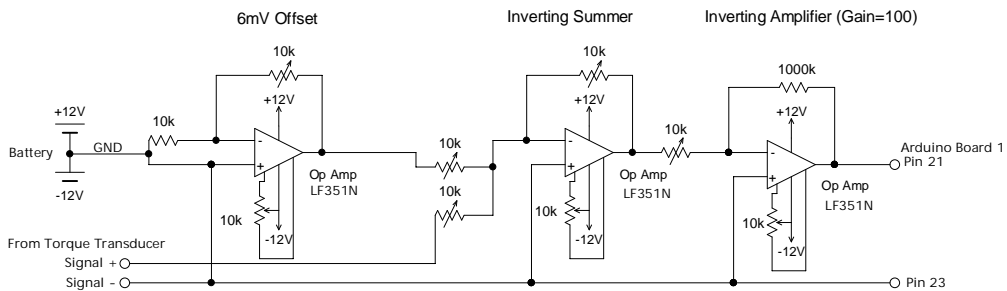 6mV Offset
Inverting Summer
Inverting Amplifier (Gain=100)
10k
10k
1000k
+12V
+12V
+12V
+12V
10k
10k
Battery
GND
-
+
-
+
-
+
-12V
10k
Op Amp
LF351N
Op Amp
LF351N
Op Amp
LF351N
Arduino Board 1
Pin 21
10k
10k
10k
10k
-12V
-12V
-12V
From Torque Transducer
Signal +
Signal -
Pin 23